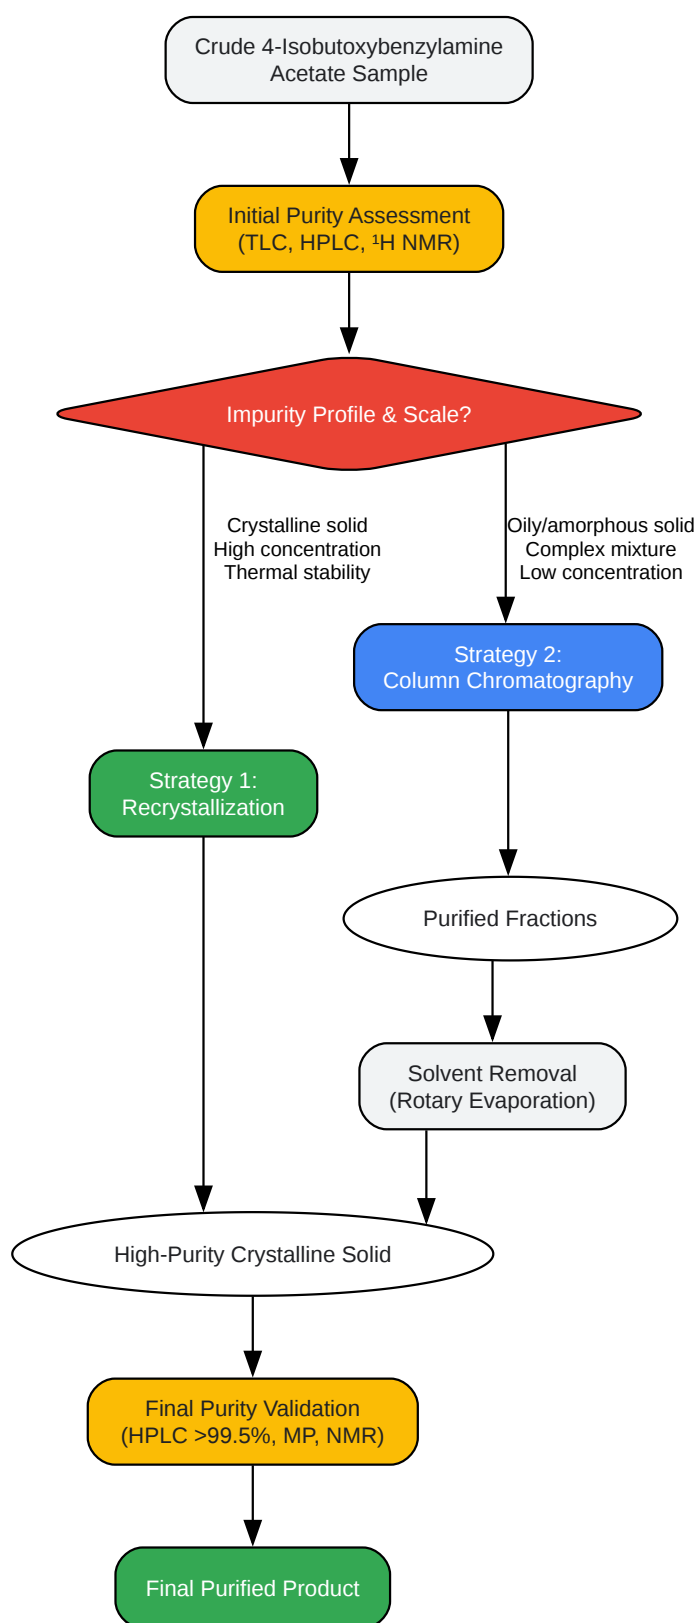 Crude 4-Isobutoxybenzylamine
Acetate Sample
Initial Purity Assessment
(TLC, HPLC, ¹H NMR)
Impurity Profile & Scale?
Crystalline solid
High concentration
Thermal stability
Oily/amorphous solid
Complex mixture
Low concentration
Strategy 2:
Column Chromatography
Strategy 1:
Recrystallization
Purified Fractions
Solvent Removal
(Rotary Evaporation)
High-Purity Crystalline Solid
Final Purity Validation
(HPLC >99.5%, MP, NMR)
Final Purified Product